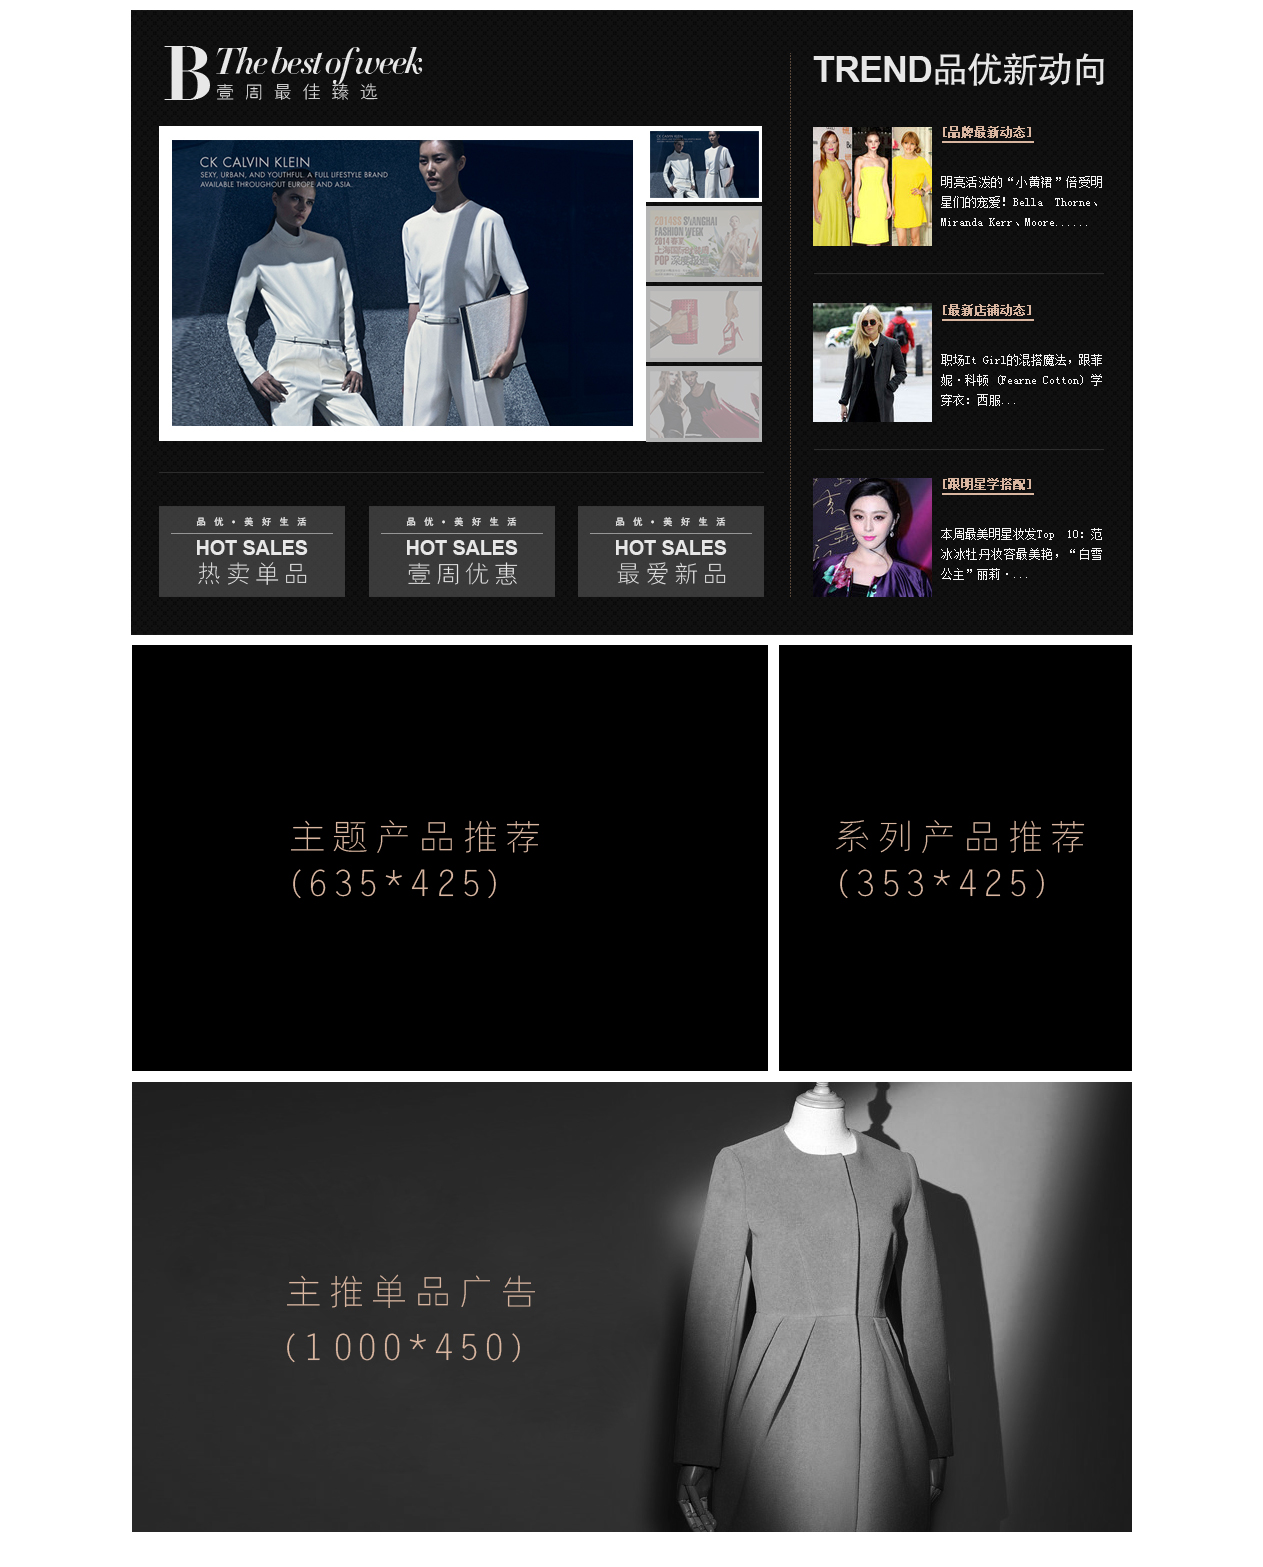 B The best of week
壹周最佳臻选
CK CALVIN KLEIN
SEXY, URBAN, AND YOUTHFUL. A FULL LIFESTYLE BRAND
AVAILABLE THROUGHOUT EUROPE AND ASIA.
2014SS SHANGHAI
FASHION WEEK
2014春夏
上海国际
POP 深度报道
品优·美好生活
HOT SALES
热卖单品
品优·美好生活
HOT SALES
壹周优惠
品优·美好生活
HOT SALES
最爱新品
TREND品优新动向
[品牌最新动态]
明亮活泼的“小黄裙”倍受明
星们的宠爱！Bella Thorne、
Miranda Kerr、Moore......
[最新店铺动态]
职场It Girl的混搭魔法，跟菲
妮·科顿 (Fearne Cotton) 学
穿衣：西服...
[跟明星学搭配]
本周最美明星妆发Top 10：范
冰冰牡丹妆容最美艳，“白雪
公主”丽莉·...
主题产品推荐
(635*425)
系列产品推荐
(353*425)
主推单品广告
(1000*450)